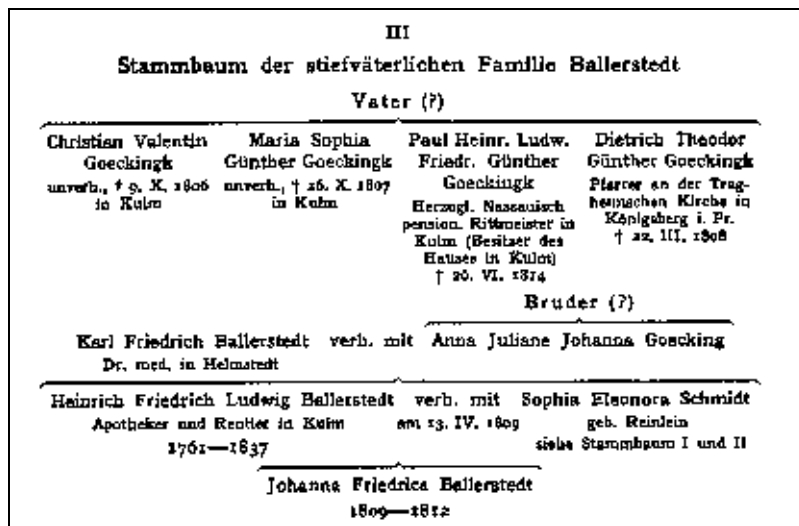 III
Stammbaum der stiefväterlichen Familie Ballerstedt
Vater (?)
Christian Valentin Goeckingk
unverh., † 9. X. 1806
in Kulm
Maria Sophia
Günther Goeckingk
unverh., † 26. X. 1807
in Kulm
Paul Heinr. Ludw.
Friedr. Günther
Goeckingk
Herzogl. Nassauisch
pension. Rittmeister in
Kulm (Besitzer des
Hauses in Kulm)
† 20. VI. 1814
Dietrich Theodor
Günther Goeckingk
Pfarrer an der Trag-
heimschen Kirche in
Königsberg i. Pr.
† 22. III. 1808
Bruder (?)
Karl Friedrich Ballerstedt verb. mit Anna Juliane Johanna Goecking
Dr. med. in Helmstedt
Heinrich Friedrich Ludwig Ballerstedt verb. mit Sophia Eleonora Schmidt
Apotheker und Rentier in Kulm am 13. IV. 1809 geb. Reinlein
1761—1837 siehe Stammbaum I und II
Johanna Friedrica Ballerstedt
1809—1812